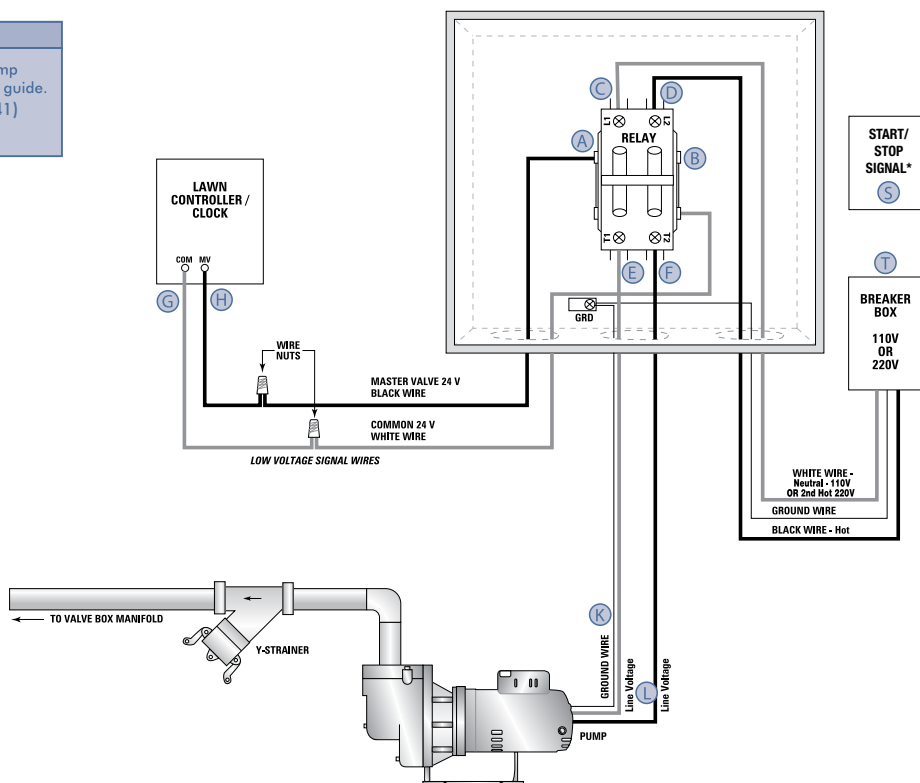 mp
guide.
41)
C
D
L1
L2
RELAY
A
B
T1
T2
E
F
GRD
START/
STOP
SIGNAL*
S
T
BREAKER
BOX
110V
OR
220V
LAWN
CONTROLLER /
CLOCK
COM
MV
G
H
WIRE
NUTS
MASTER VALVE 24 V
BLACK WIRE
COMMON 24 V
WHITE WIRE
LOW VOLTAGE SIGNAL WIRES
WHITE WIRE -
Neutral - 110V
OR 2nd Hot 220V
GROUND WIRE
BLACK WIRE - Hot
TO VALVE BOX MANIFOLD
Y-STRAINER
K
GROUND WIRE
Line Voltage
L
Line Voltage
PUMP